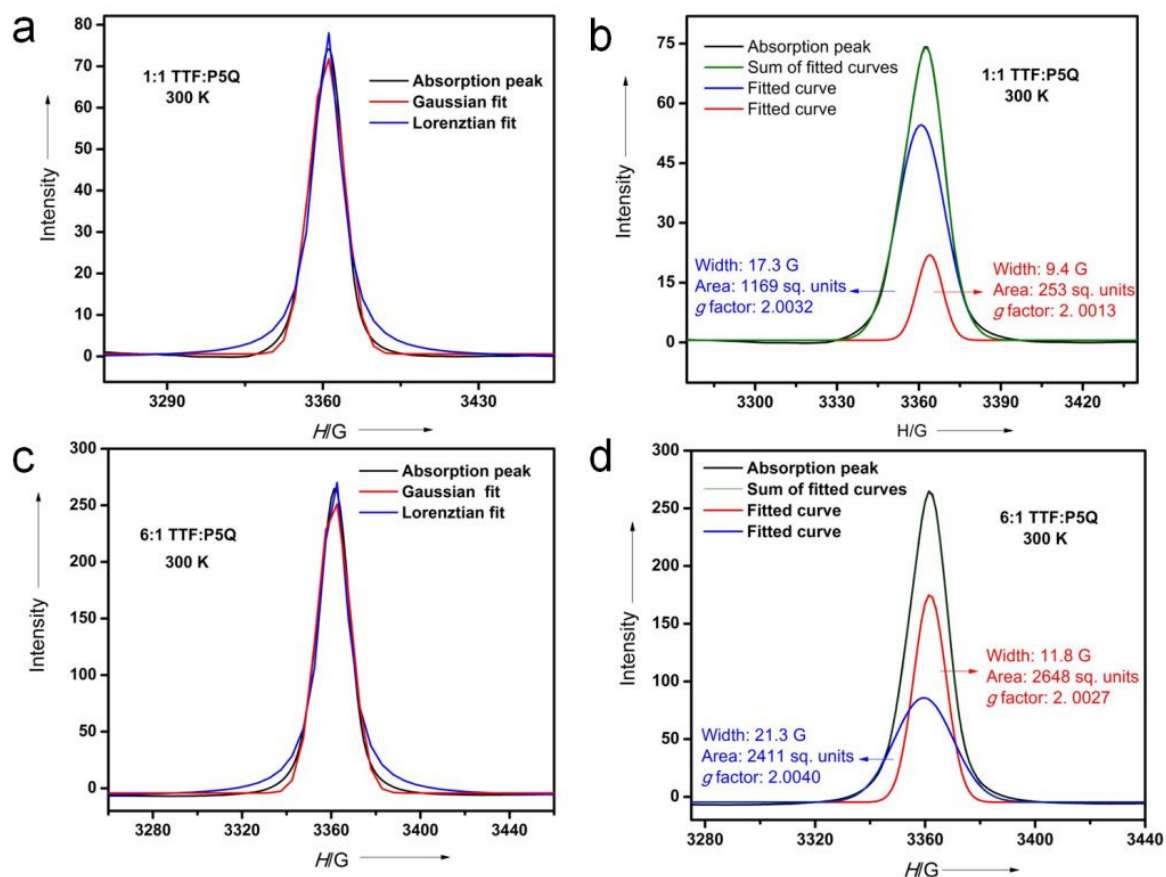 a
80
70
60
50
40
30
20
10
0
Intensity
1:1 TTF:P5Q
300 K
Absorption peak
Gaussian fit
Lorenztian fit
3290
3360
3430
H/G
b
75
60
45
30
15
0
Intensity
Absorption peak
Sum of fitted curves
Fitted curve
Fitted curve
1:1 TTF:P5Q
300 K
Width: 17.3 G
Area: 1169 sq. units
g factor: 2.0032
Width: 9.4 G
Area: 253 sq. units
g factor: 2. 0013
3300
3330
3360
3390
3420
H/G
c
300
250
200
150
100
50
0
Intensity
6:1 TTF:P5Q
300 K
Absorption peak
Gaussian fit
Lorenztian fit
3280
3320
3360
3400
3440
H/G
d
300
250
200
150
100
50
0
Intensity
Absorption peak
Sum of fitted curves
Fitted curve
Fitted curve
6:1 TTF:P5Q
300 K
Width: 11.8 G
Area: 2648 sq. units
g factor: 2. 0027
Width: 21.3 G
Area: 2411 sq. units
g factor: 2.0040
3280
3320
3360
3400
3440
H/G